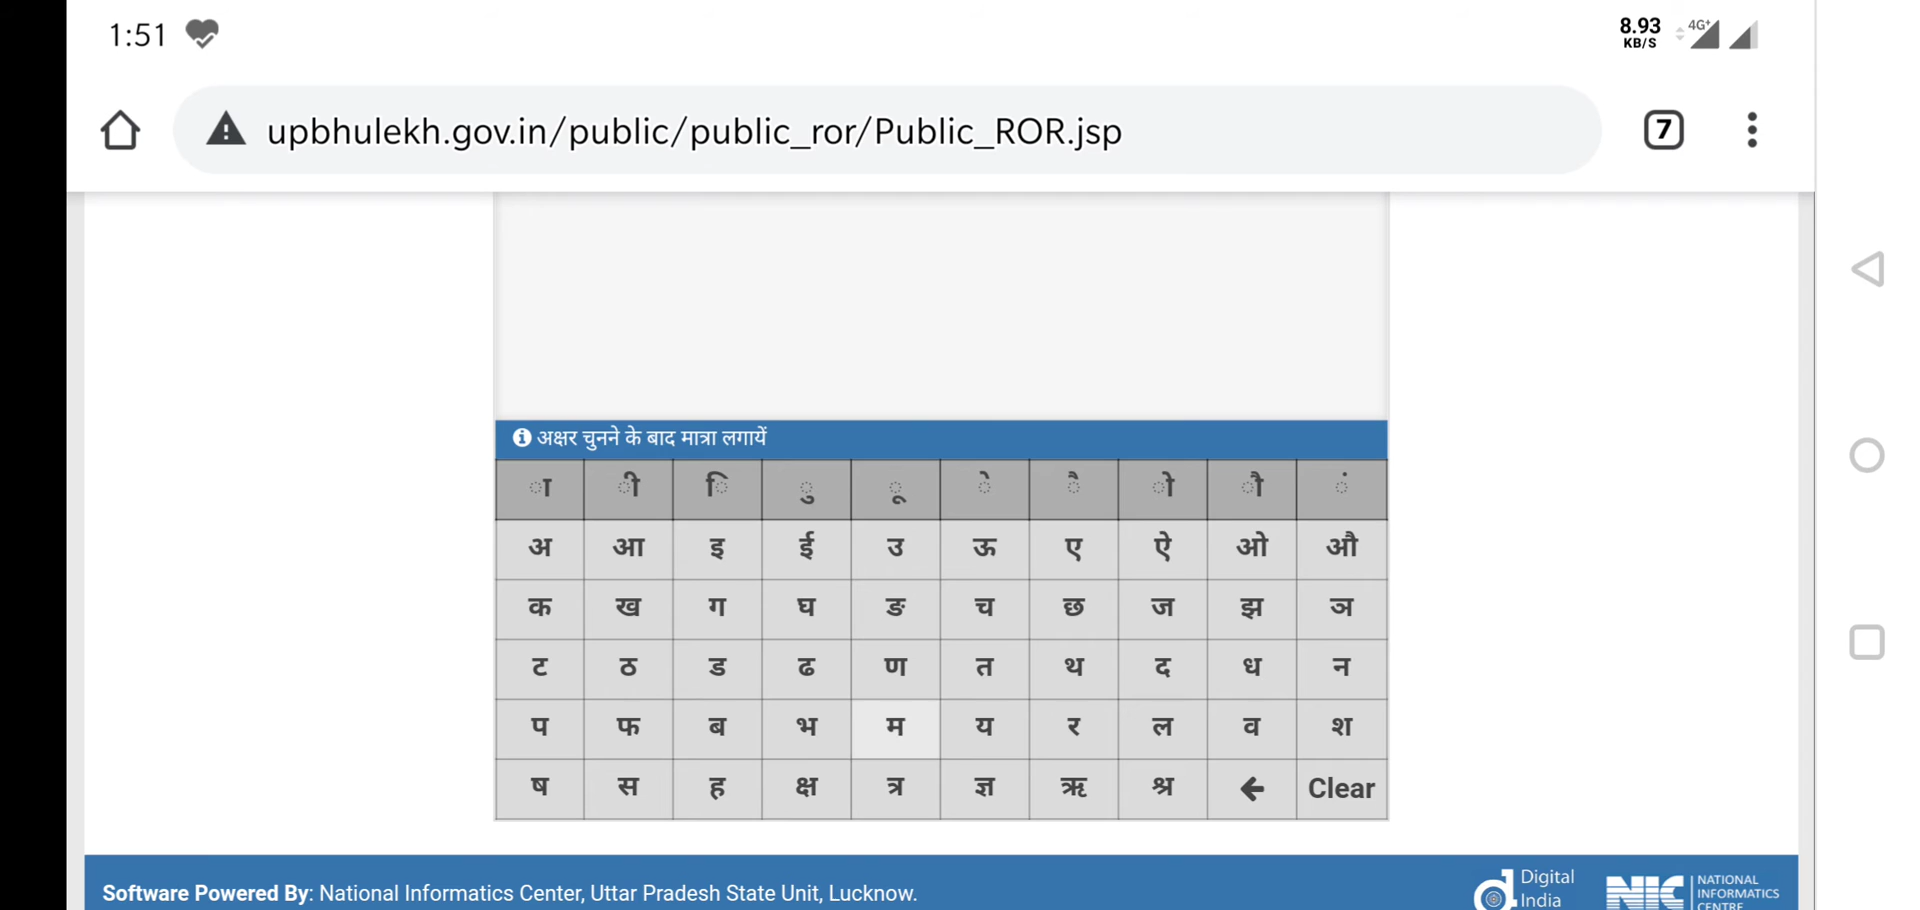 1:51 8.93 KB/S 4G+
upbhulekh.gov.in/public/public_ror/Public_ROR.jsp 7
अक्षर चुनने के बाद मात्रा लगायें
ा ी ि ु ू े ै ो ौ ं
अ आ इ ई उ ऊ ए ऐ ओ औ
क ख ग घ ङ च छ ज झ ञ
ट ठ ड ढ ण त थ द ध न
प फ ब भ म य र ल व श
ष स ह क्ष त्र ज्ञ ऋ श्र ← Clear
Software Powered By: National Informatics Center, Uttar Pradesh State Unit, Lucknow.
Digital India
NIC NATIONAL INFORMATICS CENTRE